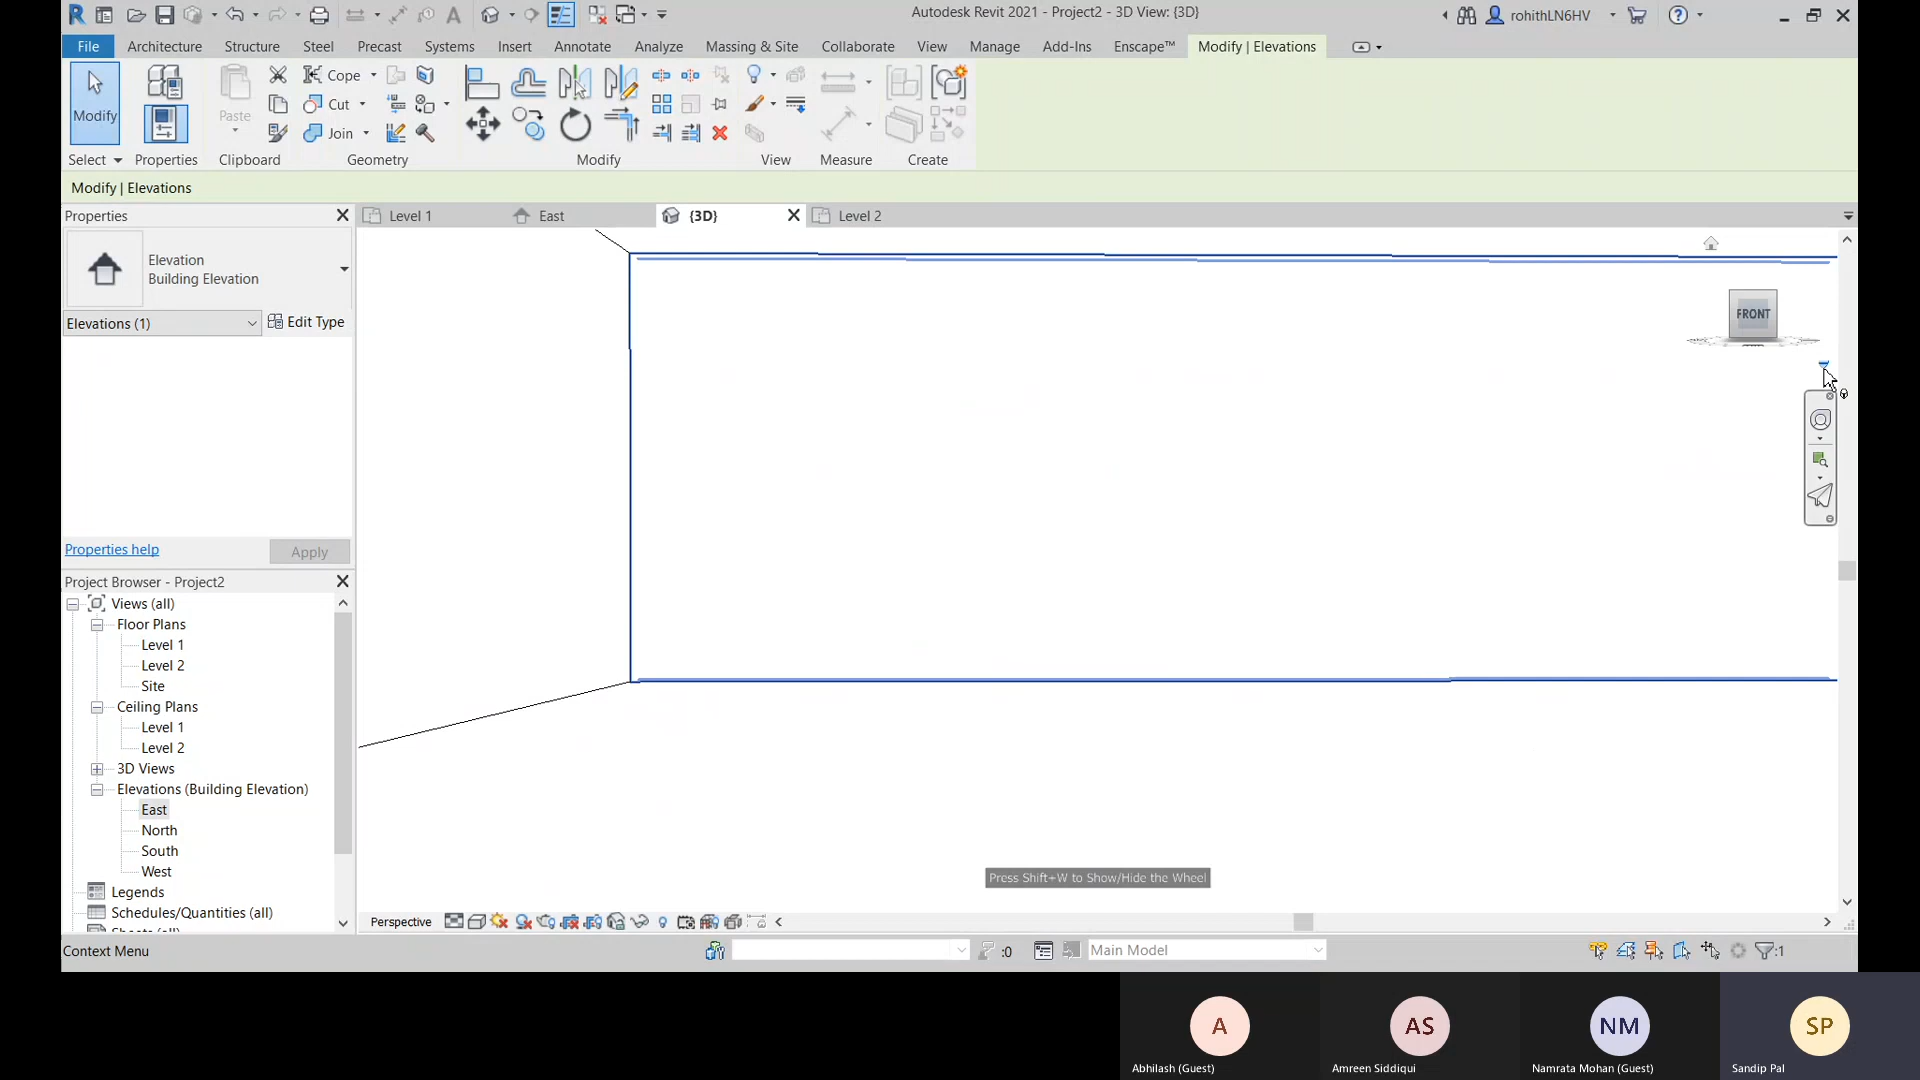 Autodesk Revit 2021 - Project2 - 3D View: {3D}
rohithLN6HV
File Architecture Structure Steel Precast Systems Insert Annotate Analyze Massing & Site Collaborate View Manage Add-Ins Enscape™ Modify | Elevations
Modify
Paste
Cope
Cut
Join
Select Properties Clipboard Geometry Modify View Measure Create
Modify | Elevations
Properties
Level 1
East
{3D}
Level 2
Elevation
Building Elevation
Elevations (1)
Edit Type
FRONT
Properties help
Apply
Project Browser - Project2
Views (all)
Floor Plans
Level 1
Level 2
Site
Ceiling Plans
Level 1
Level 2
3D Views
Elevations (Building Elevation)
East
North
South
West
Legends
Schedules/Quantities (all)
Sheets (all)
Press Shift+W to Show/Hide the Wheel
Perspective
Context Menu
:0
Main Model
:1
A
AS
NM
SP
Abhilash (Guest)
Amreen Siddiqui
Namrata Mohan (Guest)
Sandip Pal